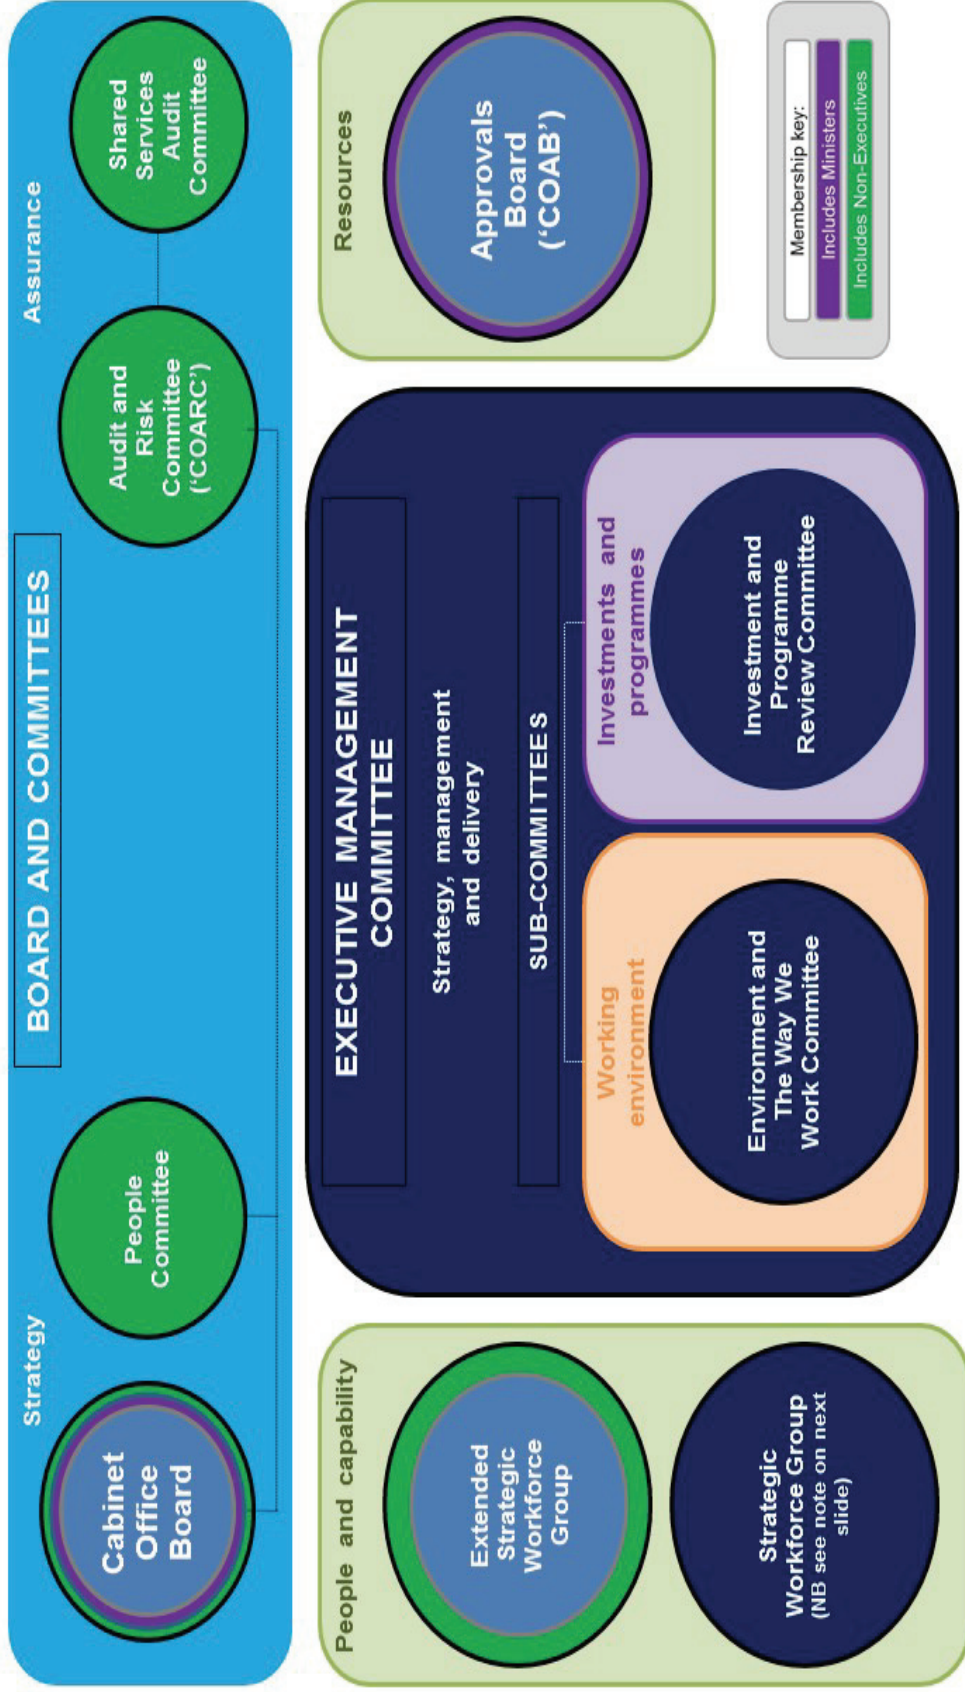 BOARD AND COMMITTEES
Strategy
Assurance
Cabinet
Office
Board
People
Committee
Audit and
Risk
Committee
(‘COARC’)
Shared
Services
Audit
Committee
People and capability
Extended
Strategic
Workforce
Group
Strategic
Workforce Group
(NB see note on next
slide)
EXECUTIVE MANAGEMENT
COMMITTEE
Strategy, management
and delivery
SUB-COMMITTEES
Working
environment
Environment and
The Way We
Work Committee
Investments and
programmes
Investment and
Programme
Review Committee
Resources
Approvals
Board
(‘COAB’)
Membership key:
Includes Ministers
Includes Non-Executives